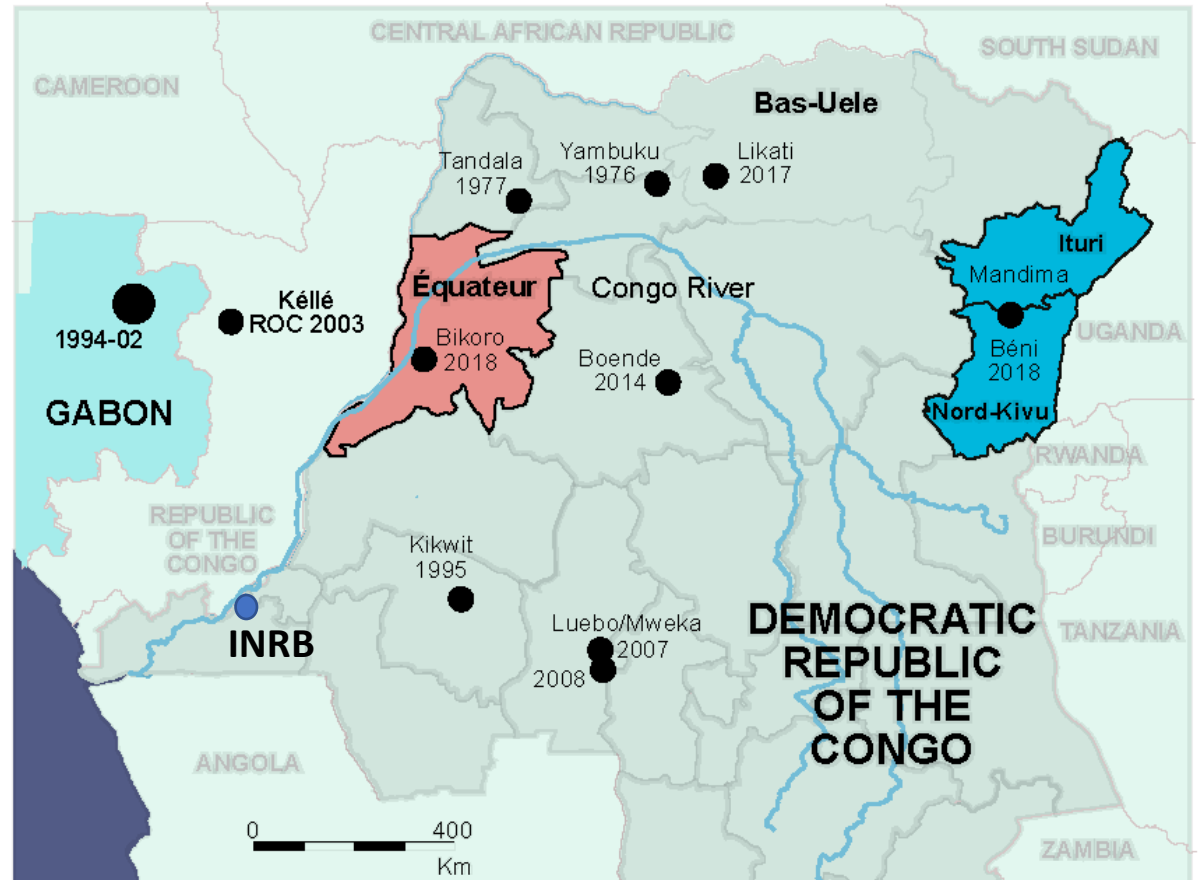 CENTRAL AFRICAN REPUBLIC
SOUTH SUDAN
CAMEROON
Bas-Uele
Tandala
1977
Yambuku
1976
Likati
2017
Ituri
Mandima
Équateur
Congo River
Kéllé
ROC 2003
1994-02
UGANDA
Bikoro
2018
Boende
2014
Béni
2018
GABON
Nord-Kivu
RWANDA
REPUBLIC
OF THE
CONGO
BURUNDI
Kikwit
1995
INRB
Luebo/Mweka
2007
2008
DEMOCRATIC
REPUBLIC
OF THE
CONGO
TANZANIA
ANGOLA
0 400
Km
ZAMBIA